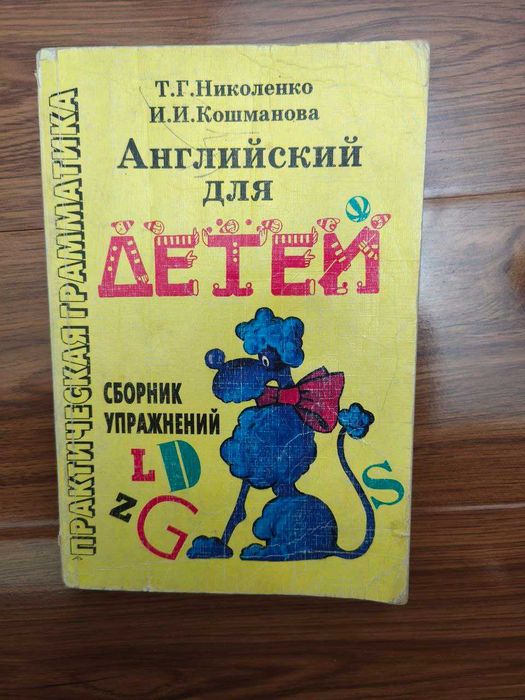 Т.Г.Николенко
И.И.Кошманова
Английский
для
ДЕТЕЙ
ПРАКТИЧЕСКАЯ ГРАММАТИКА
СБОРНИК
УПРАЖНЕНИЙ
L D
Z G S